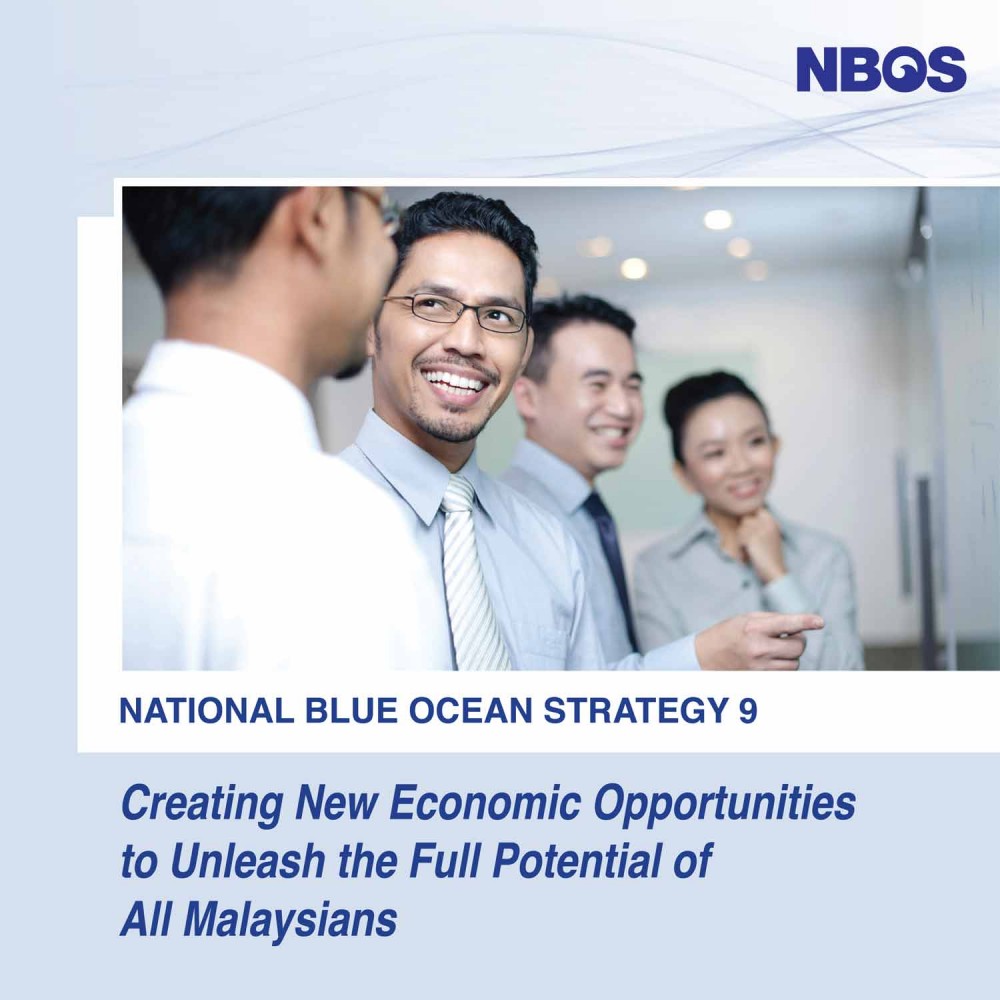 NBOS
NATIONAL BLUE OCEAN STRATEGY 9
Creating New Economic Opportunities
to Unleash the Full Potential of
All Malaysians